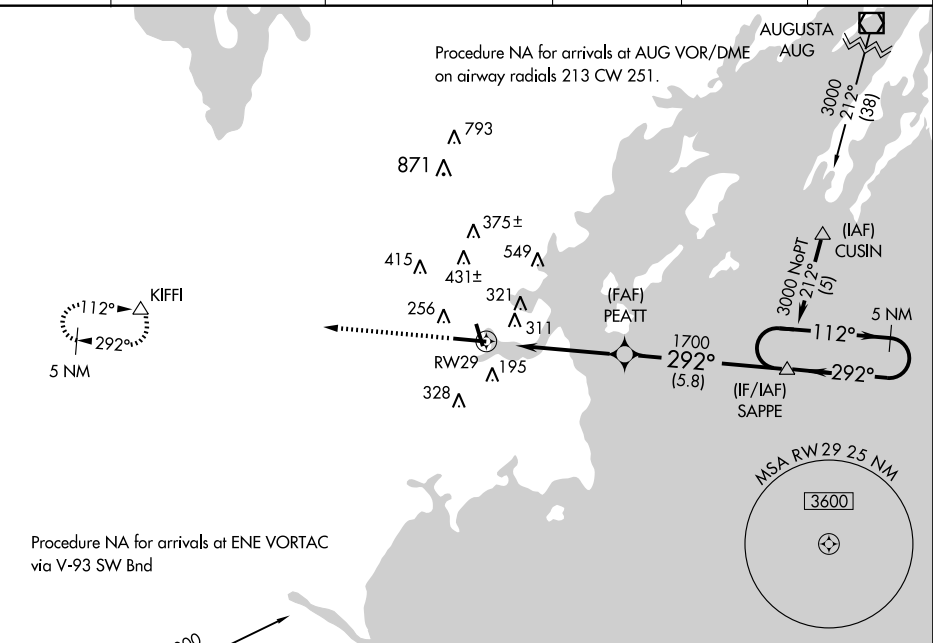 AUGUSTA
AUG
Procedure NA for arrivals at AUG VOR/DME
on airway radials 213 CW 251.
3000
212°
(38)
793
871
375±
415
431±
549
(IAF)
CUSIN
3000 NoPT
212°
(5)
KIFFI
112°
292°
5 NM
256
321
311
(FAF)
PEATT
5 NM
112°
1700
292°
(5.8)
292°
RW29
195
328
(IF/IAF)
SAPPE
MSA RW29 25 NM
3600
Procedure NA for arrivals at ENE VORTAC
via V-93 SW Bnd